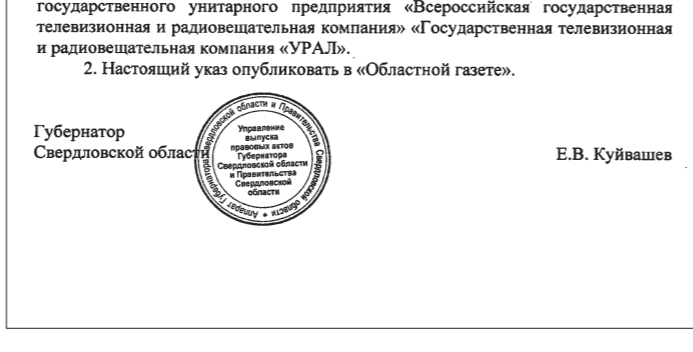 государственного унитарного предприятия «Всероссийская государственная
телевизионная и радиовещательная компания» «Государственная телевизионная
и радиовещательная компания «УРАЛ».
2. Настоящий указ опубликовать в «Областной газете».
Губернатор
Свердловской области
Е.В. Куйвашев
Аппарат Губернатора Свердловской области и Правительства Свердловской области
Управление
выпуска
правовых актов
Губернатора
Свердловской области
и Правительства
Свердловской
области